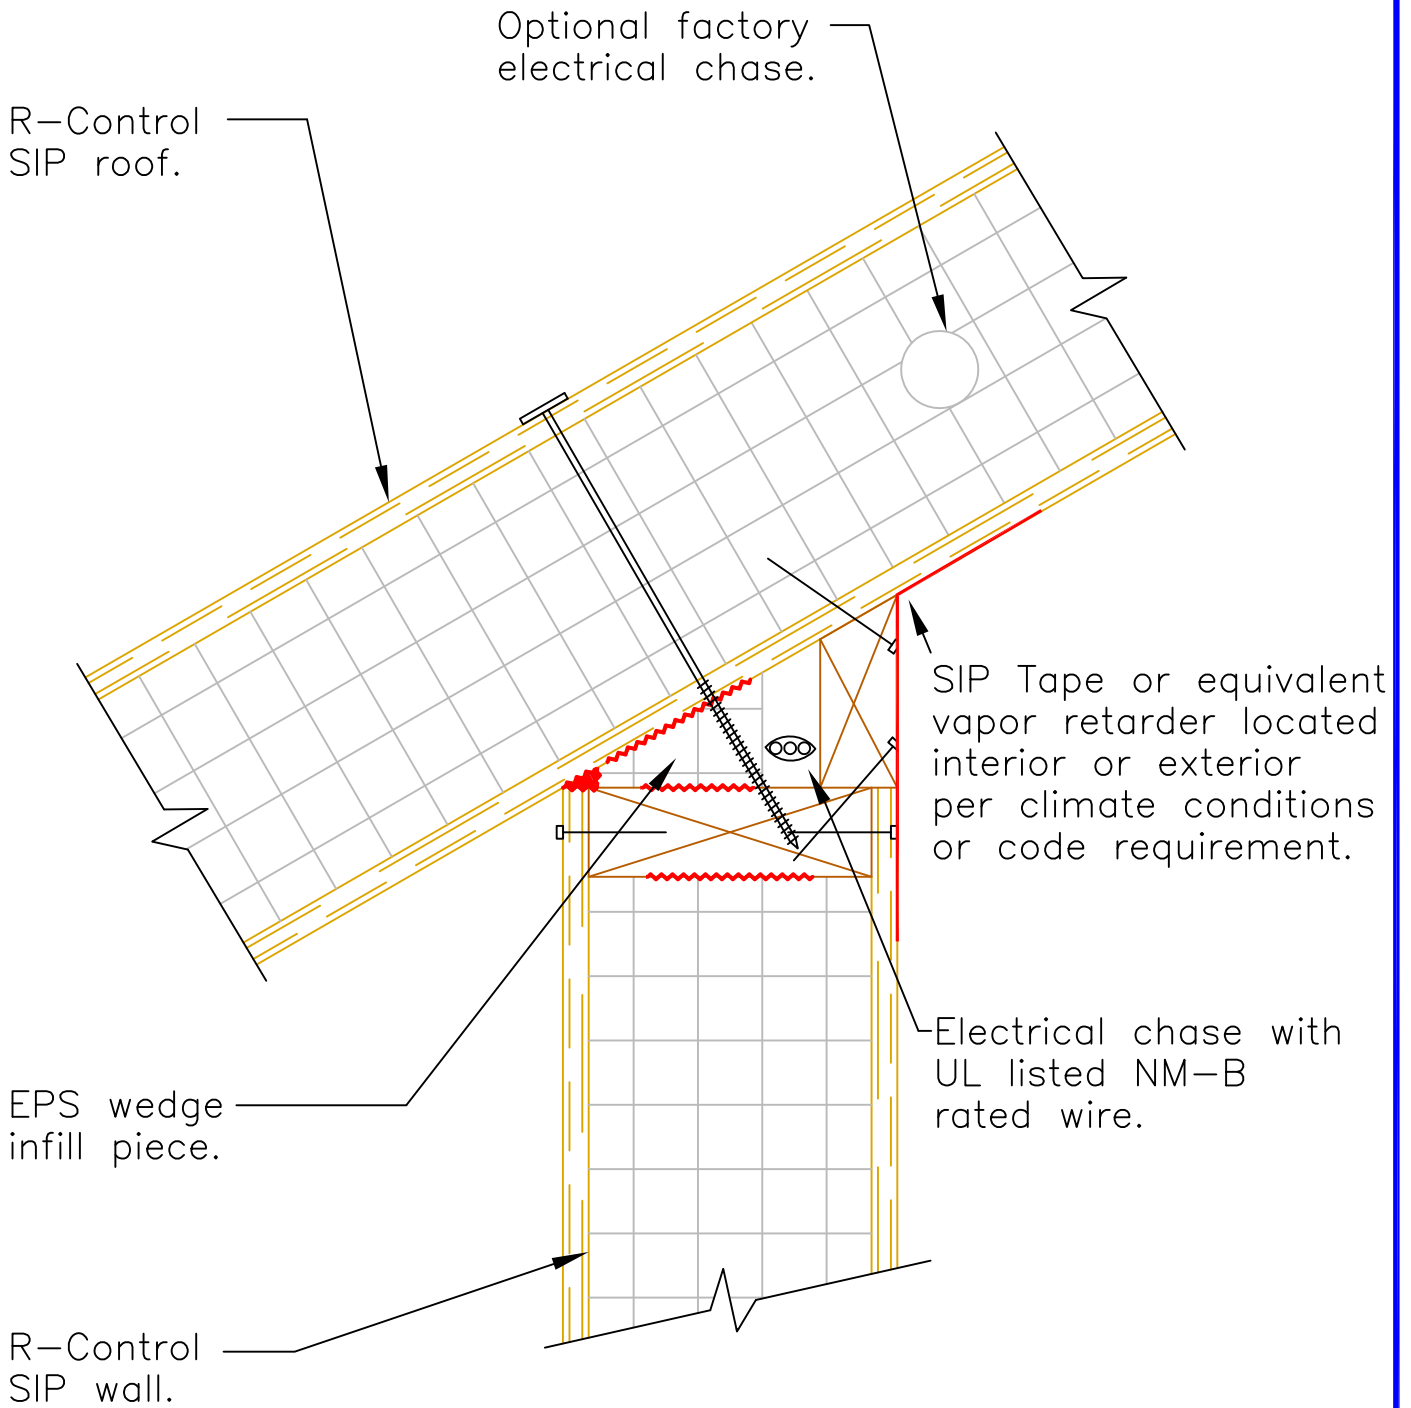 Optional factory
electrical chase.
R-Control
SIP roof.
SIP Tape or equivalent
vapor retarder located
interior or exterior
per climate conditions
or code requirement.
Electrical chase with
UL listed NM-B
rated wire.
EPS wedge
infill piece.
R-Control
SIP wall.